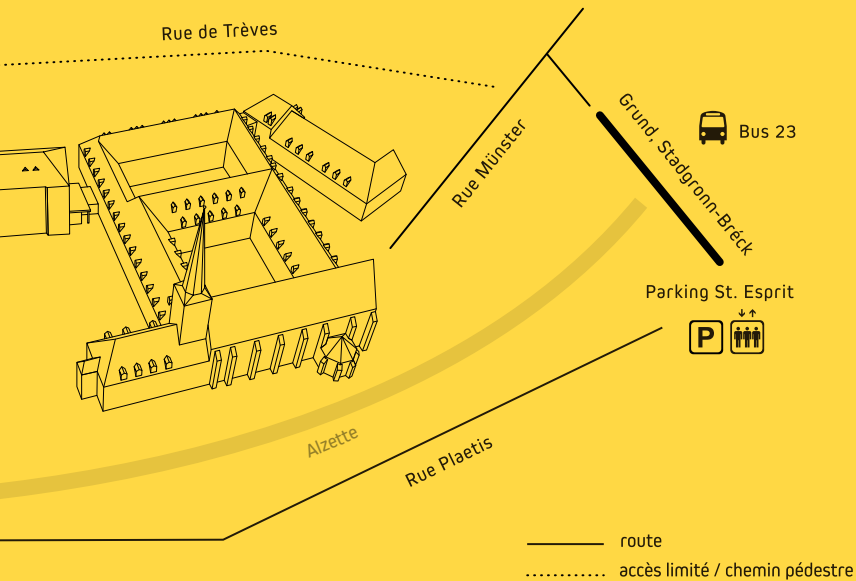 Rue de Trèves
Rue Münster
Grund, Stadgronn-Bréck
Bus 23
Parking St. Esprit
P
Alzette
Rue Plaetis
route
accès limité / chemin pédestre